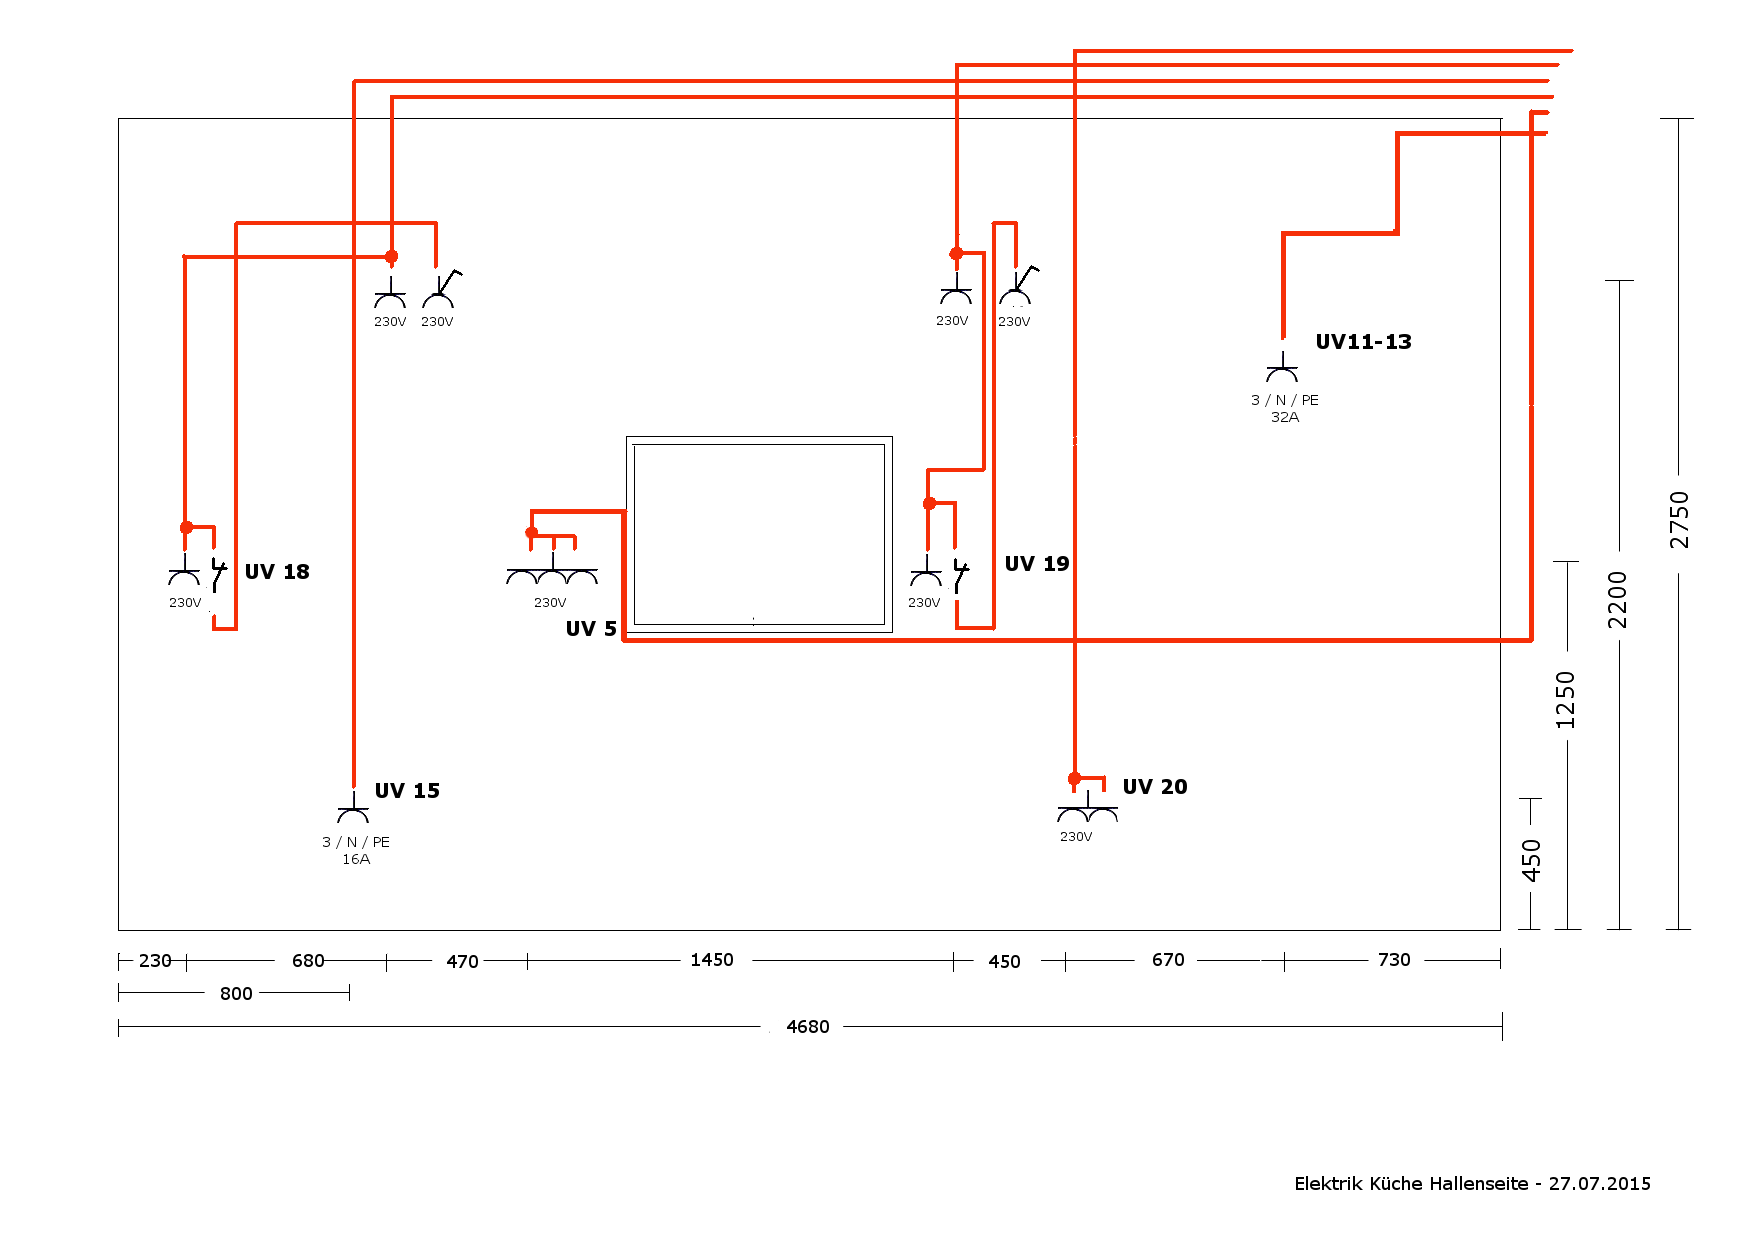 230V
230V
230V
230V
UV11-13
3 / N / PE
32A
2750
2200
1250
450
UV 18
230V
230V
UV 5
UV 19
230V
UV 15
3 / N / PE
16A
UV 20
230V
230
680
470
1450
450
670
730
800
4680
Elektrik Küche Hallenseite - 27.07.2015